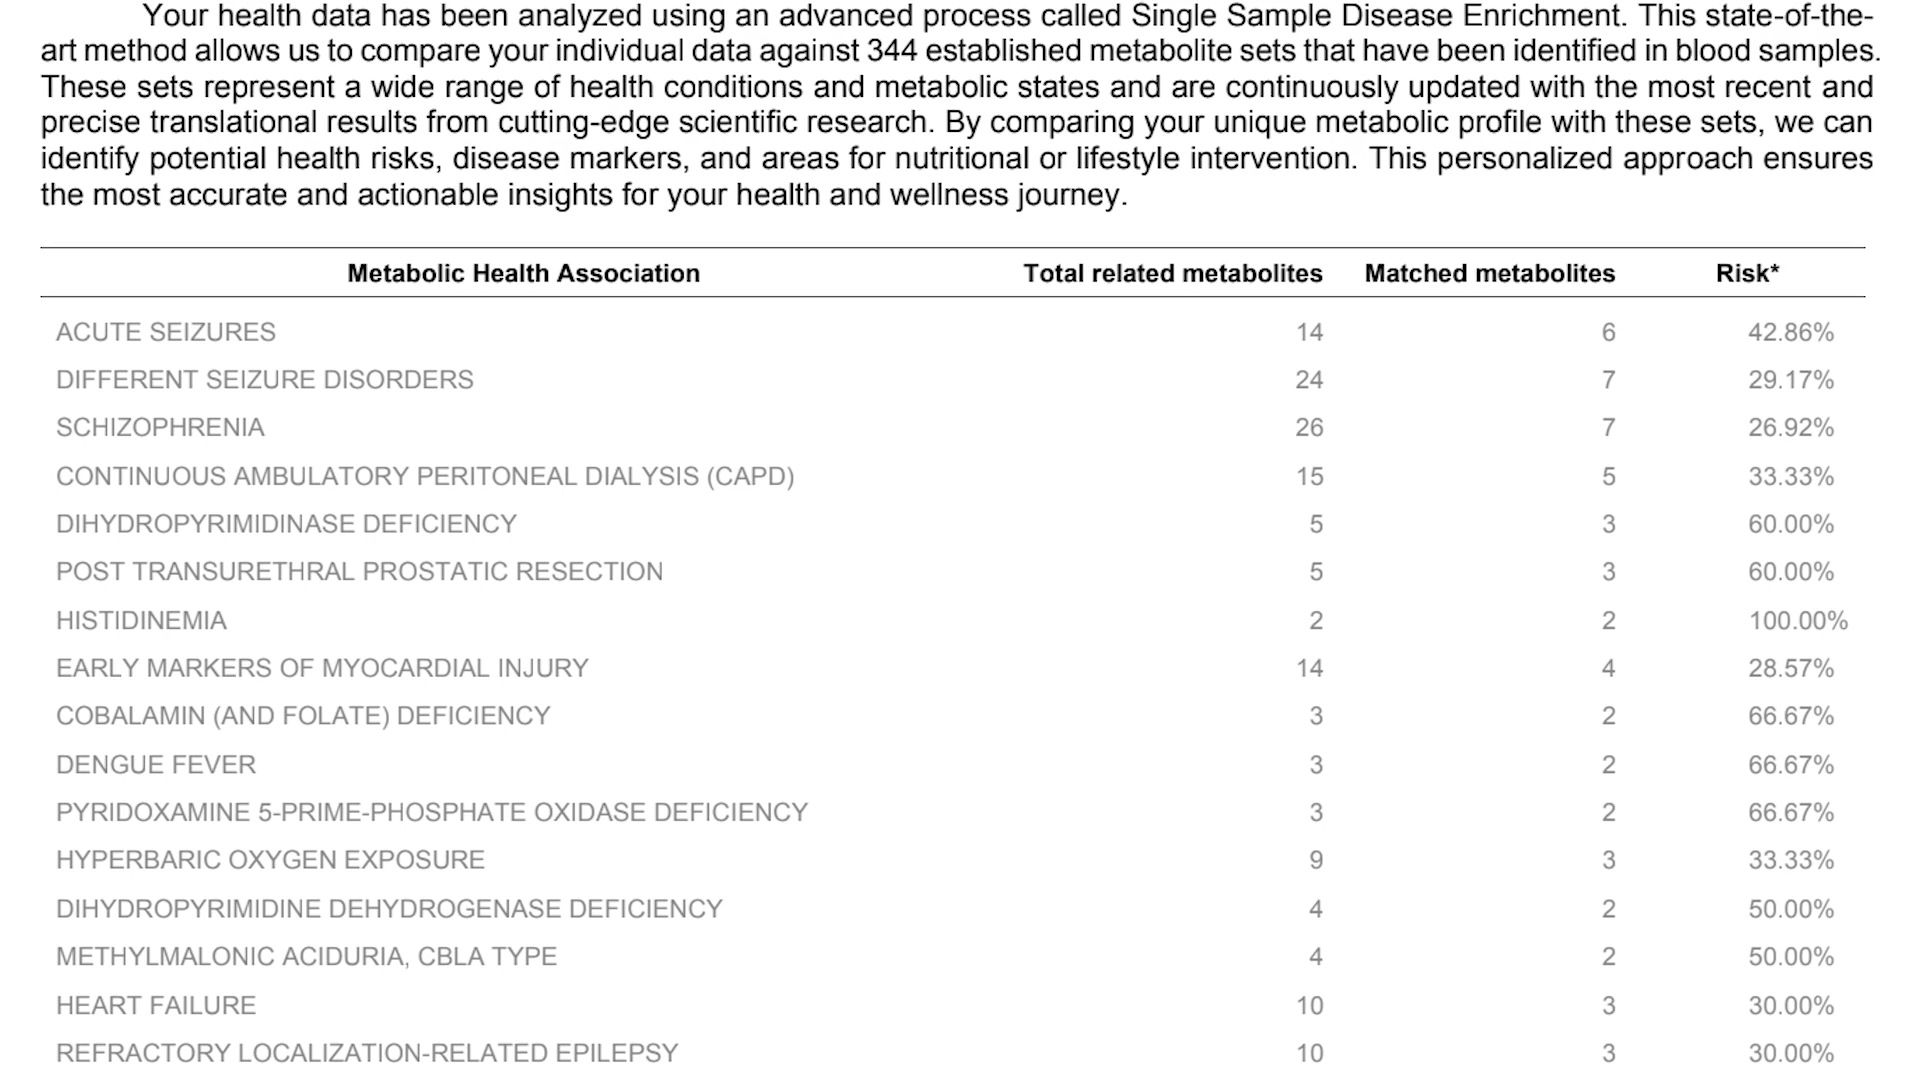 Your health data has been analyzed using an advanced process called Single Sample Disease Enrichment. This state-of-the-
art method allows us to compare your individual data against 344 established metabolite sets that have been identified in blood samples.
These sets represent a wide range of health conditions and metabolic states and are continuously updated with the most recent and
precise translational results from cutting-edge scientific research. By comparing your unique metabolic profile with these sets, we can
identify potential health risks, disease markers, and areas for nutritional or lifestyle intervention. This personalized approach ensures
the most accurate and actionable insights for your health and wellness journey.
Metabolic Health Association Total related metabolites Matched metabolites Risk*
ACUTE SEIZURES 14 6 42.86%
DIFFERENT SEIZURE DISORDERS 24 7 29.17%
SCHIZOPHRENIA 26 7 26.92%
CONTINUOUS AMBULATORY PERITONEAL DIALYSIS (CAPD) 15 5 33.33%
DIHYDROPYRIMIDINASE DEFICIENCY 5 3 60.00%
POST TRANSURETHRAL PROSTATIC RESECTION 5 3 60.00%
HISTIDINEMIA 2 2 100.00%
EARLY MARKERS OF MYOCARDIAL INJURY 14 4 28.57%
COBALAMIN (AND FOLATE) DEFICIENCY 3 2 66.67%
DENGUE FEVER 3 2 66.67%
PYRIDOXAMINE 5-PRIME-PHOSPHATE OXIDASE DEFICIENCY 3 2 66.67%
HYPERBARIC OXYGEN EXPOSURE 9 3 33.33%
DIHYDROPYRIMIDINE DEHYDROGENASE DEFICIENCY 4 2 50.00%
METHYLMALONIC ACIDURIA, CBLA TYPE 4 2 50.00%
HEART FAILURE 10 3 30.00%
REFRACTORY LOCALIZATION-RELATED EPILEPSY 10 3 30.00%